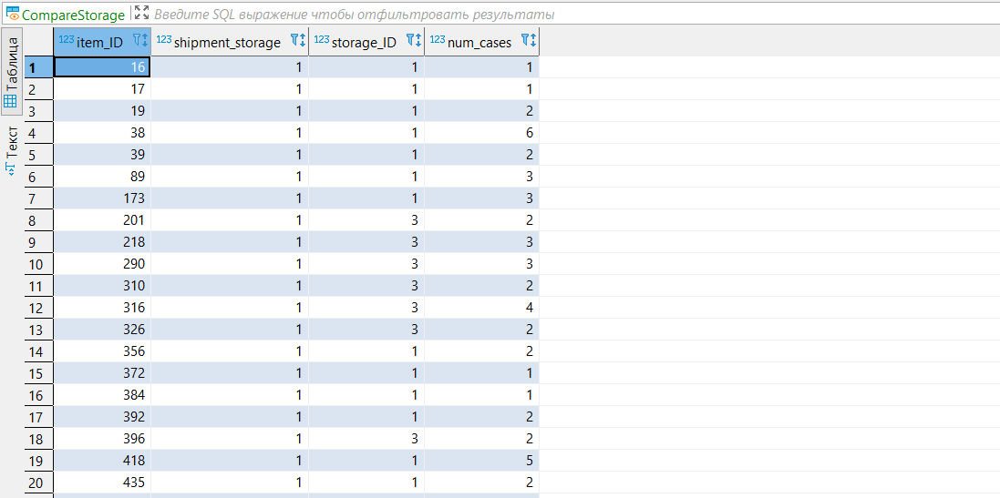 CompareStorage Введите SQL выражение чтобы отфильтровать результаты
Таблица
Текст
123 item_ID 123 shipment_storage 123 storage_ID 123 num_cases
1 16 1 1 1
2 17 1 1 1
3 19 1 1 2
4 38 1 1 6
5 39 1 1 2
6 89 1 1 3
7 173 1 1 3
8 201 1 3 2
9 218 1 3 3
10 290 1 3 3
11 310 1 3 2
12 316 1 3 4
13 326 1 3 2
14 356 1 1 2
15 372 1 1 1
16 384 1 1 1
17 392 1 1 2
18 396 1 3 2
19 418 1 1 5
20 435 1 1 2